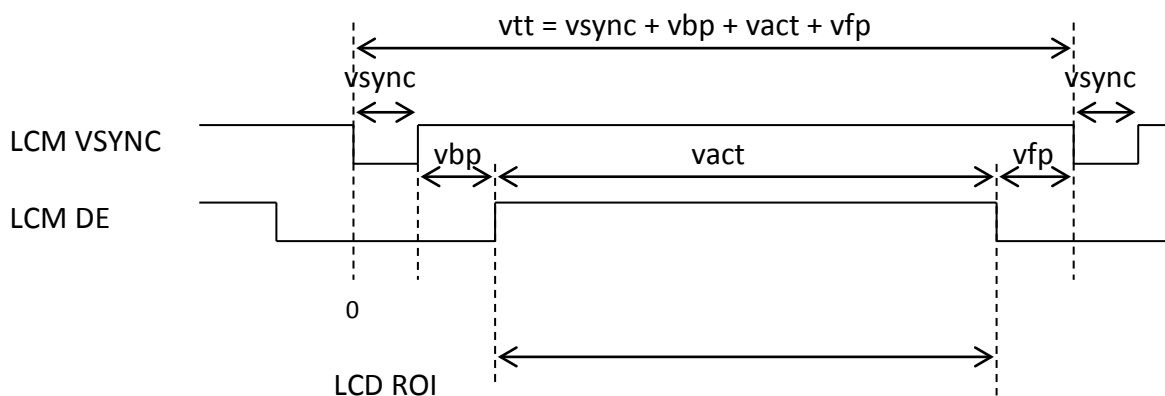 vtt = vsync + vbp + vact + vfp
vsync
vsync
LCM VSYNC
vbp
vact
vfp
LCM DE
0
LCD ROI